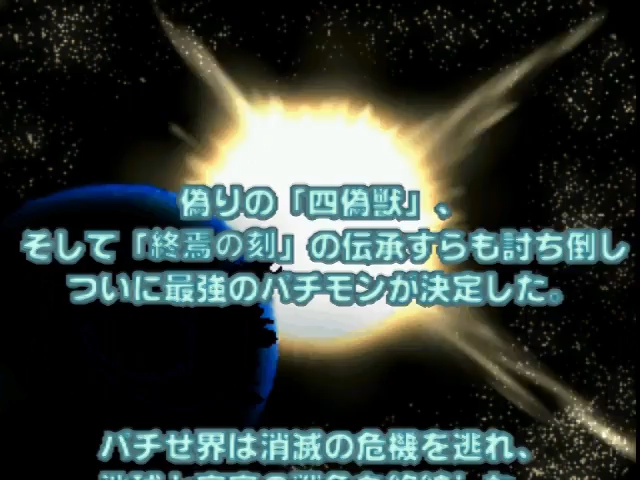 偽りの「四偽獣」、
そして「終焉の刻」の伝承すらも討ち倒し
ついに最強のバチモンが決定した。
バチせ界は消滅の危機を逃れ、